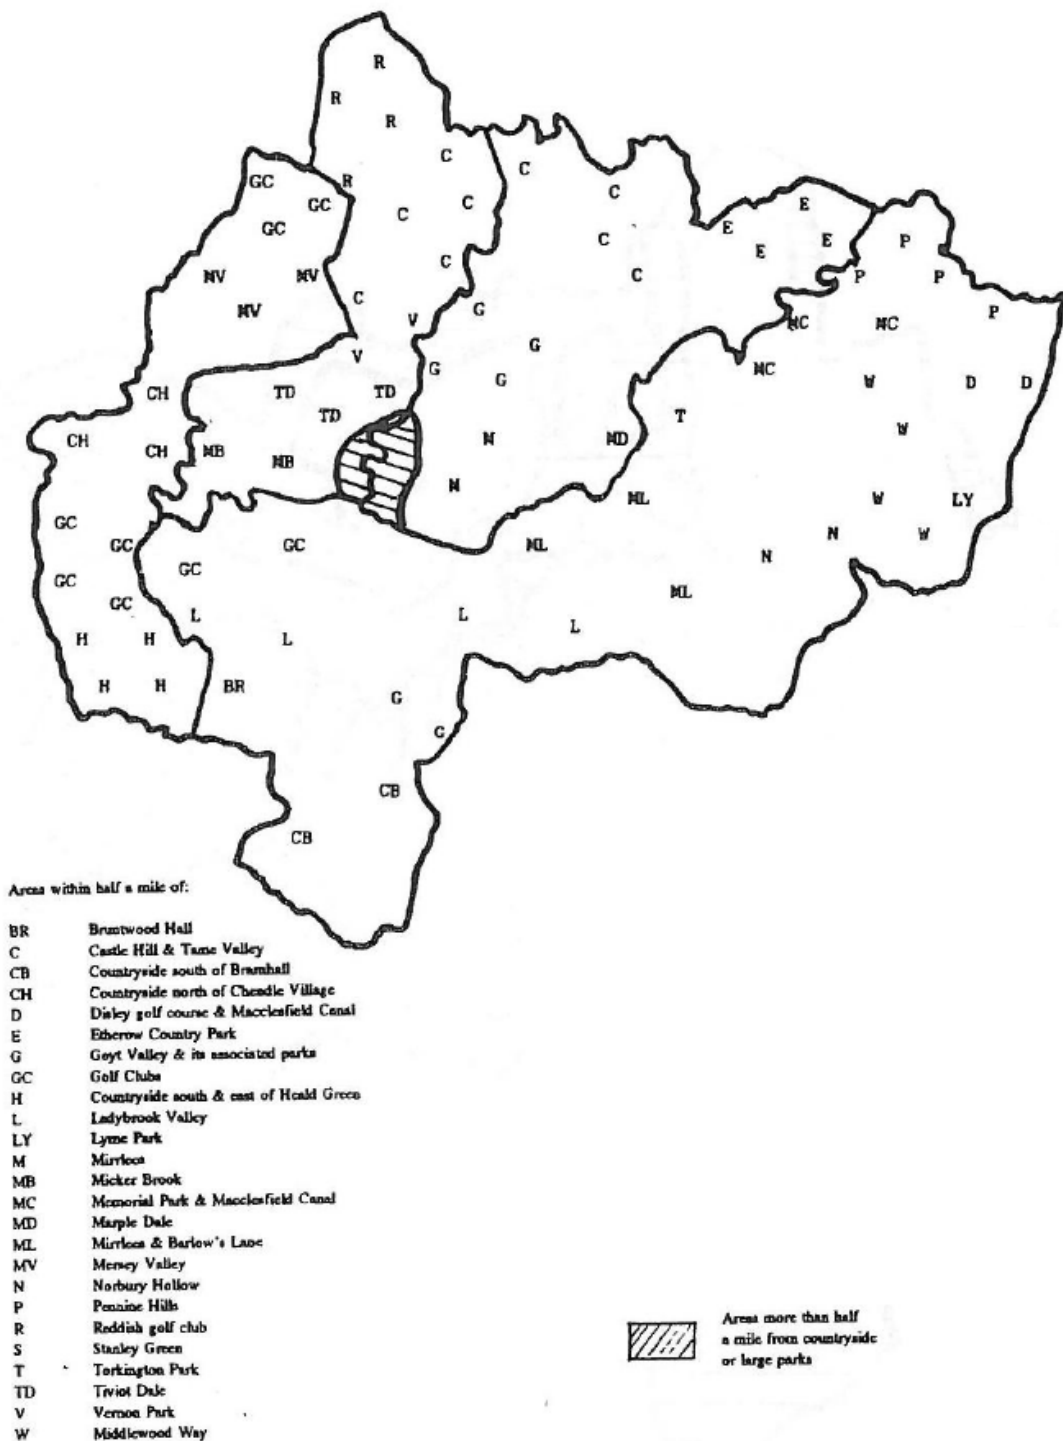 R
R
R
C
C
GC
R
GC
C
C
E
GC
C
C
E
E
P
C
E
MV
MV
C
C
P
P
C
MV
V
G
MC
MC
P
V
G
G
MC
CH
TD
TD
G
W
D
D
TD
T
CH
CH
MB
MB
M
MD
W
M
ML
W
LY
GC
GC
GC
ML
N
W
GC
GC
N
GC
L
ML
H
H
L
L
L
H
H
BR
G
G
CB
CB
Areas within half a mile of:
BR Bruntwood Hall
C Castle Hill & Tame Valley
CB Countryside south of Bramhall
CH Countryside north of Cheadle Village
D Disley golf course & Macclesfield Canal
E Etherow Country Park
G Goyt Valley & its associated parks
GC Golf Clubs
H Countryside south & east of Heald Green
L Ladybrook Valley
LY Lyme Park
M Mirrlees
MB Micker Brook
MC Memorial Park & Macclesfield Canal
MD Marple Dale
ML Mirrlees & Barlow's Lane
MV Mersey Valley
N Norbury Hollow
P Pennine Hills
R Reddish golf club
S Stanley Green
T Torkington Park
TD Tiviot Dale
V Vernon Park
W Middlewood Way
Areas more than half
a mile from countryside
or large parks